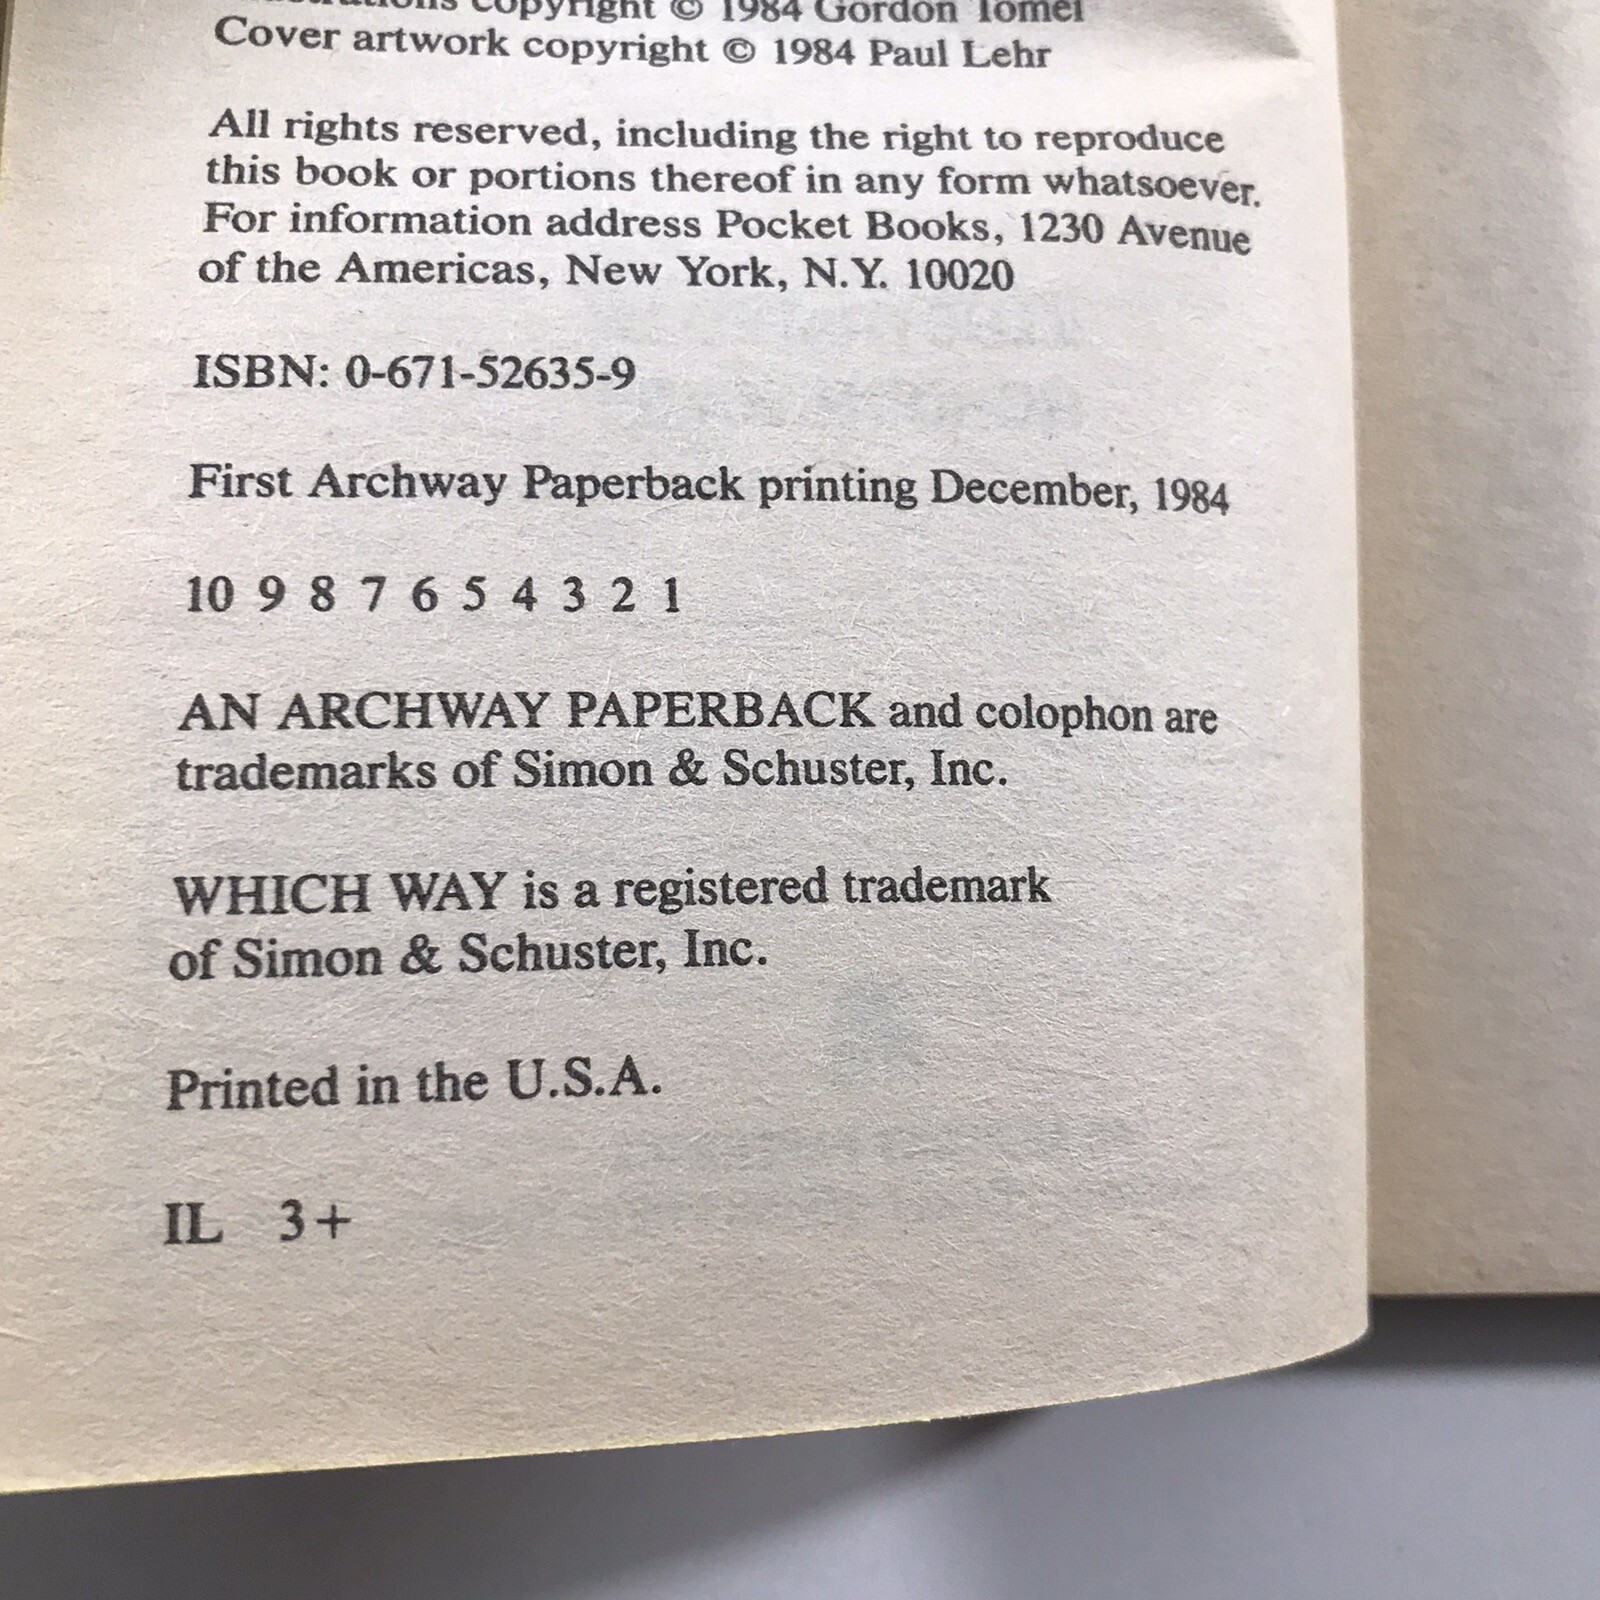 copyright © 1984 Gordon Tomei
Cover artwork copyright © 1984 Paul Lehr
All rights reserved, including the right to reproduce
this book or portions thereof in any form whatsoever.
For information address Pocket Books, 1230 Avenue
of the Americas, New York, N.Y. 10020
ISBN: 0-671-52635-9
First Archway Paperback printing December, 1984
10 9 8 7 6 5 4 3 2 1
AN ARCHWAY PAPERBACK and colophon are
trademarks of Simon & Schuster, Inc.
WHICH WAY is a registered trademark
of Simon & Schuster, Inc.
Printed in the U.S.A.
IL 3+